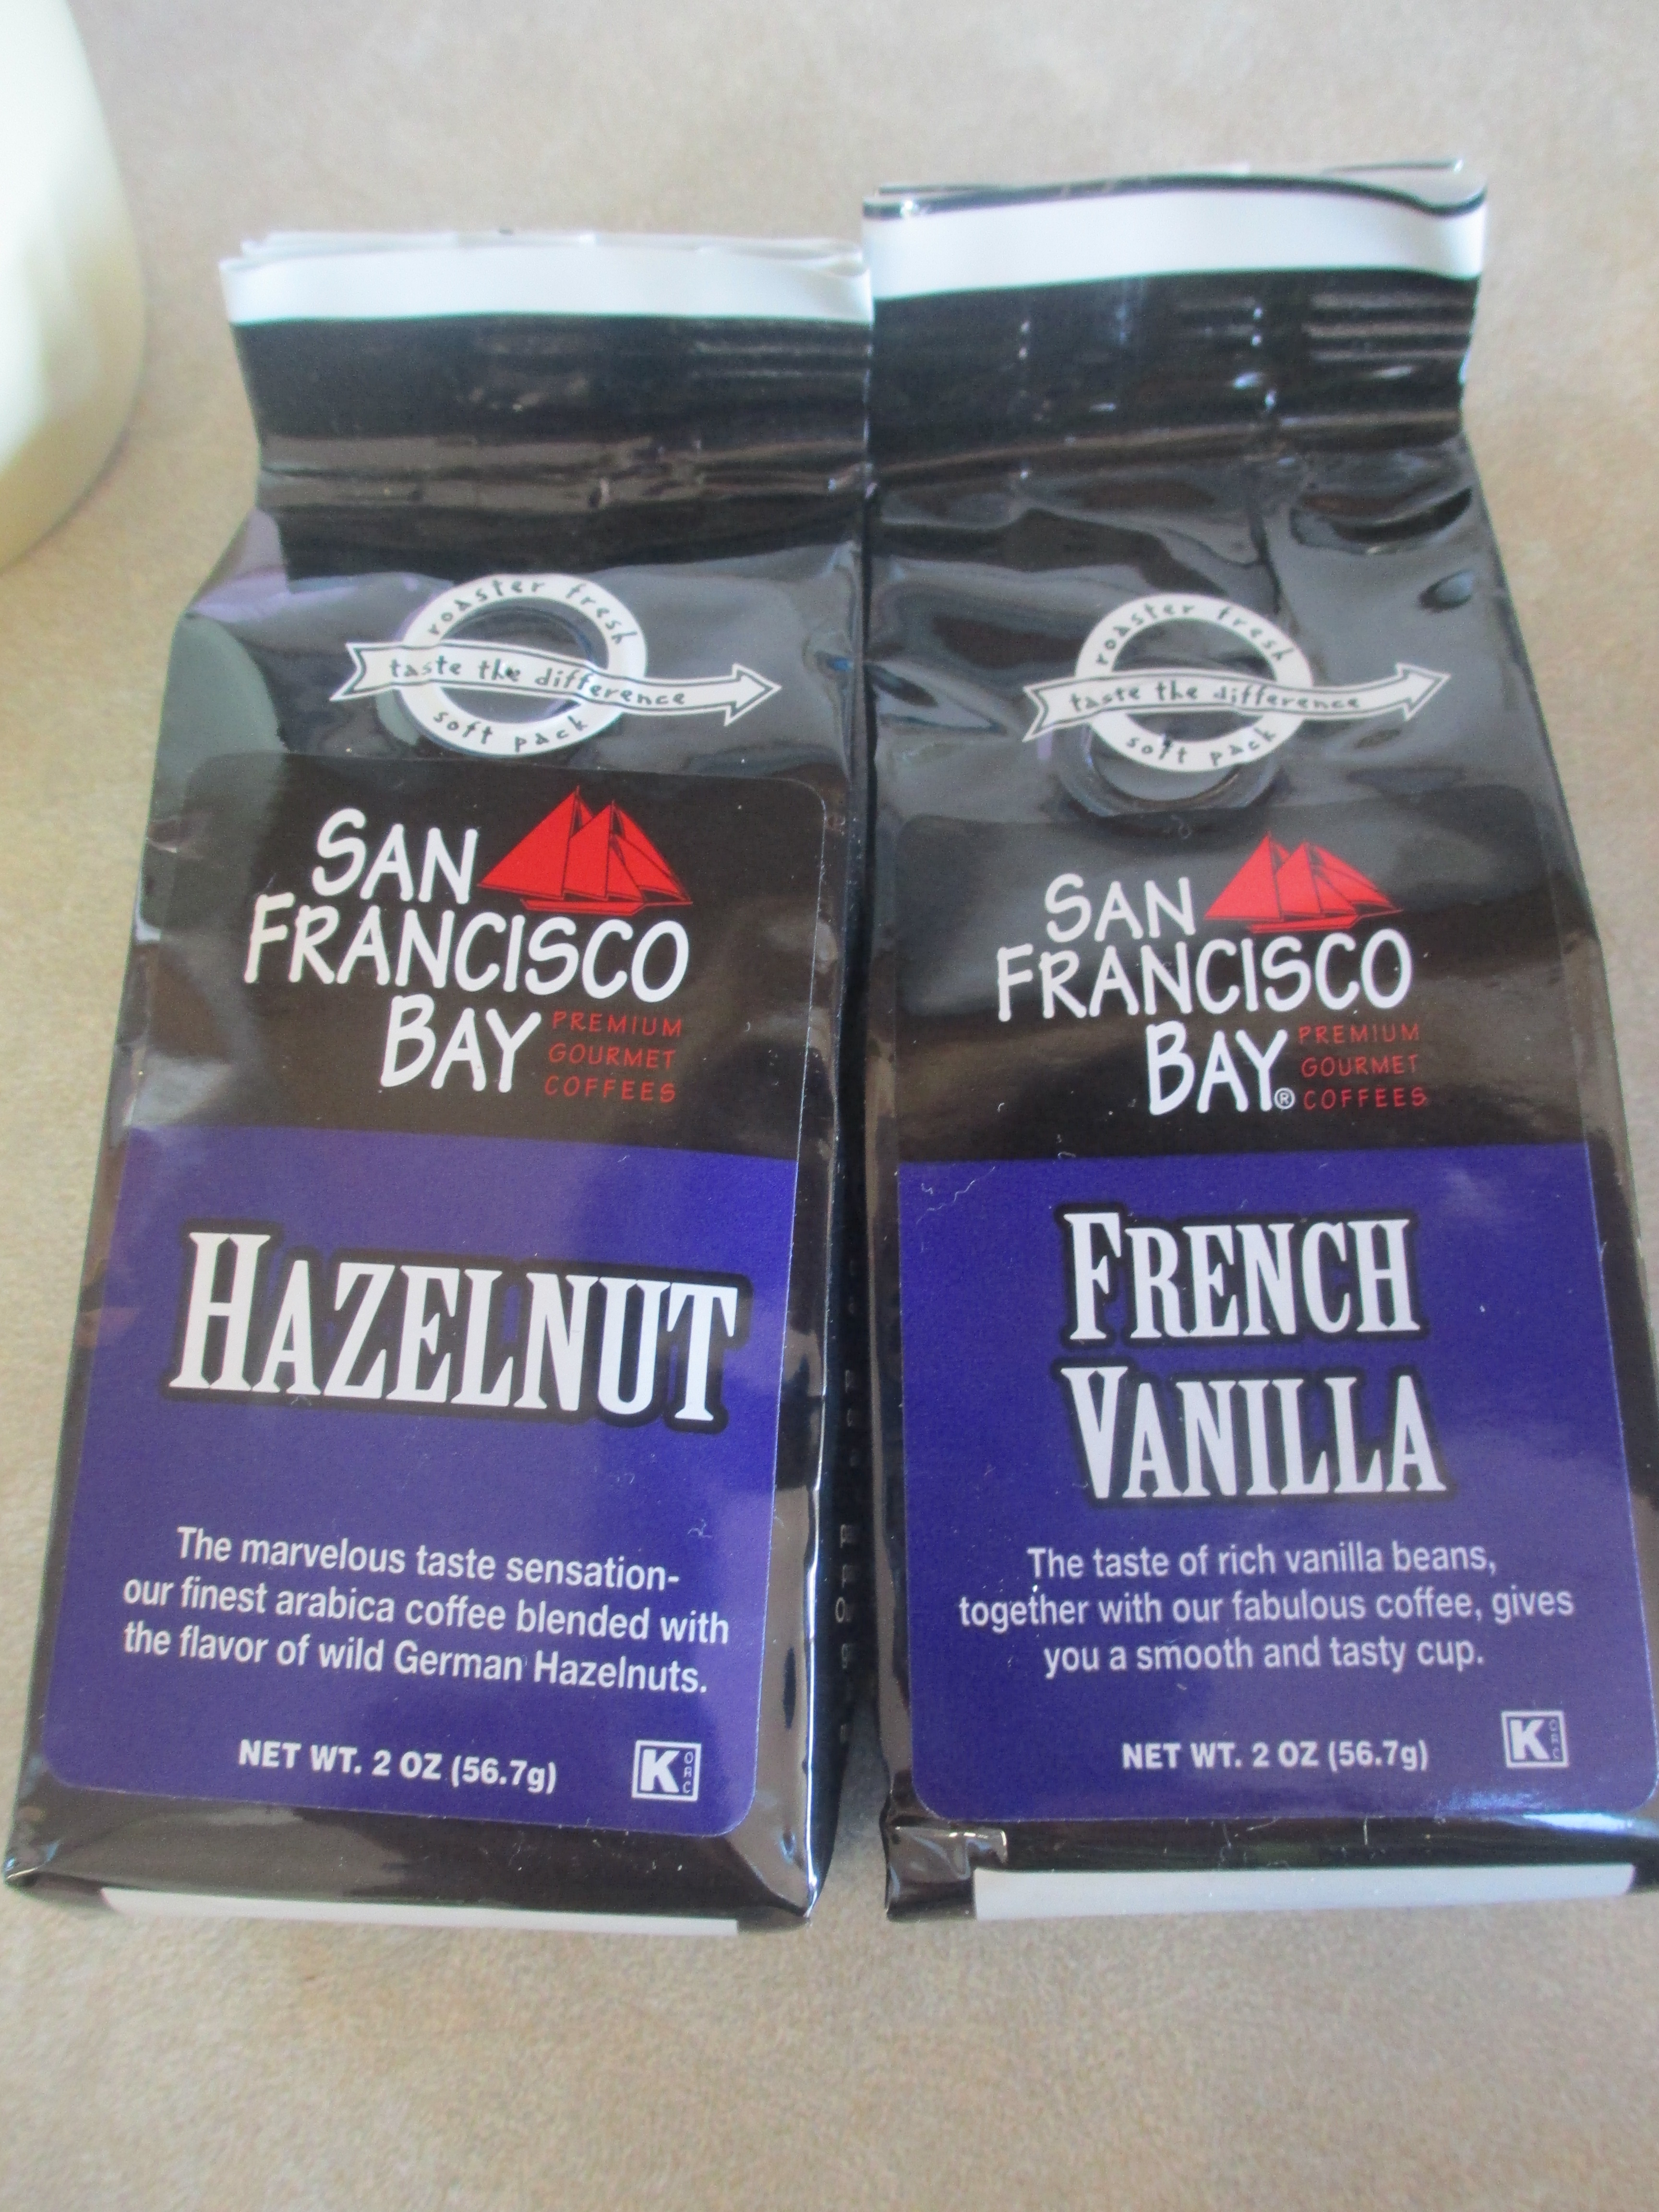 roaster fresh
taste the difference
soft pack
SAN
FRANCISCO
BAY
PREMIUM
GOURMET
COFFEES
HAZELNUT
The marvelous taste sensation-
our finest arabica coffee blended with
the flavor of wild German Hazelnuts.
NET WT. 2 OZ (56.7g)
K ORC
roaster fresh
taste the difference
soft pack
SAN
FRANCISCO
BAY®
PREMIUM
GOURMET
COFFEES
FRENCH
VANILLA
The taste of rich vanilla beans,
together with our fabulous coffee, gives
you a smooth and tasty cup.
NET WT. 2 OZ (56.7g)
K ORC